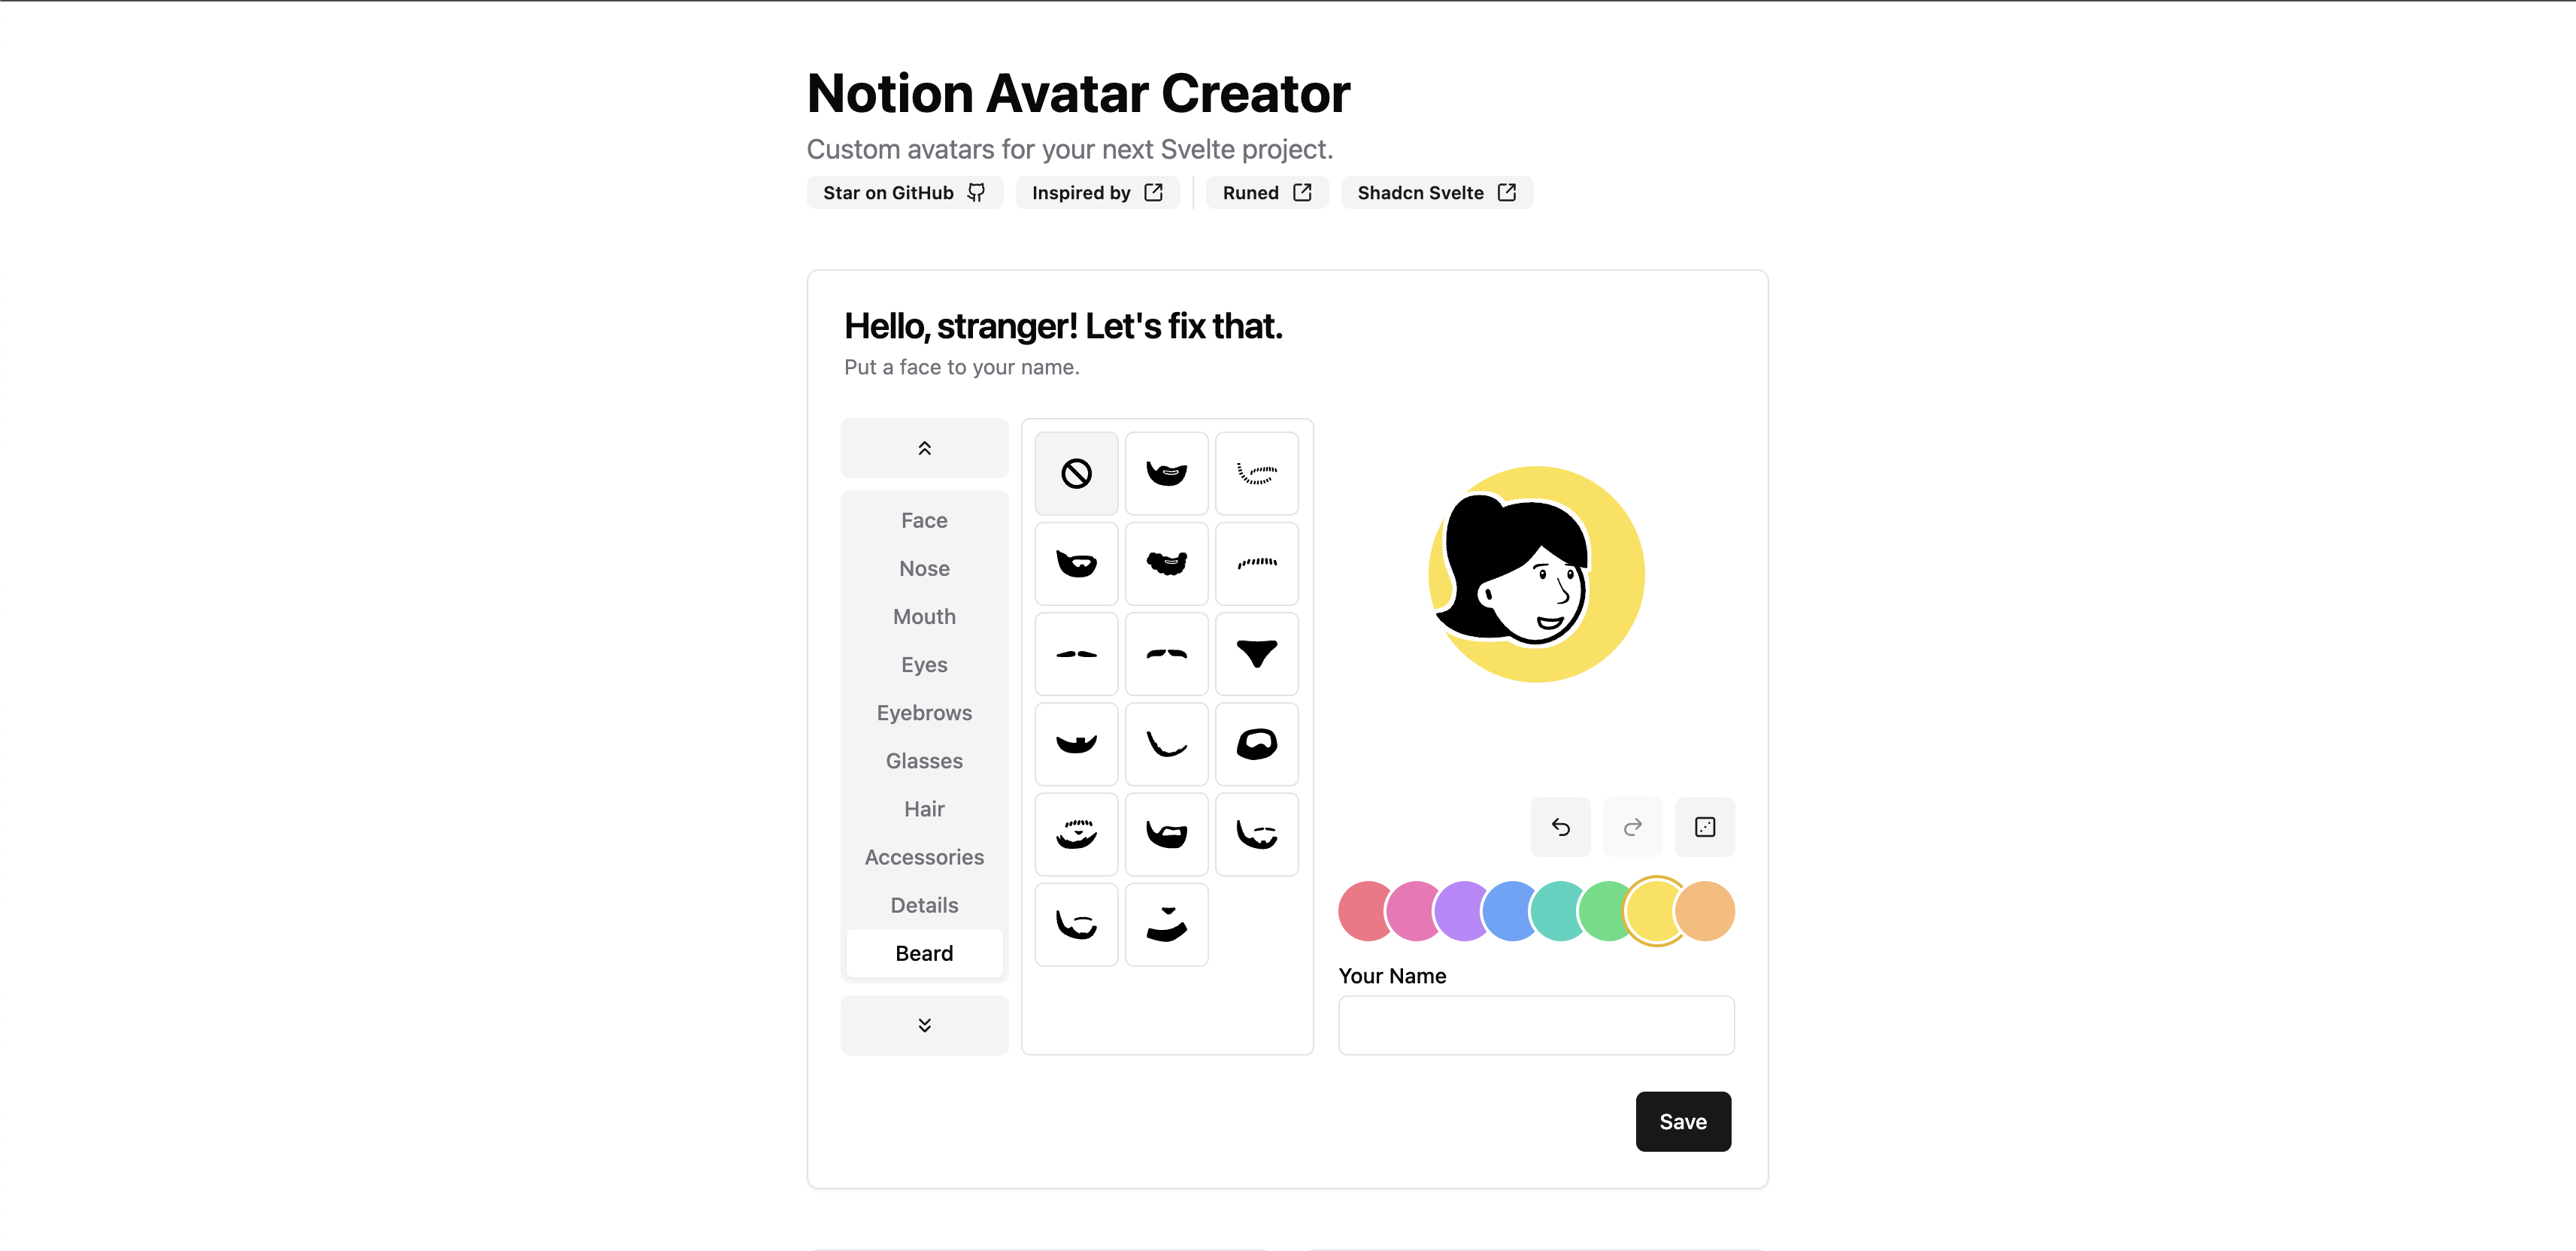 Notion Avatar Creator
Custom avatars for your next Svelte project.
Star on GitHub
Inspired by
Runed
Shadcn Svelte
Hello, stranger! Let's fix that.
Put a face to your name.
Face
Nose
Mouth
Eyes
Eyebrows
Glasses
Hair
Accessories
Details
Beard
Your Name
Save